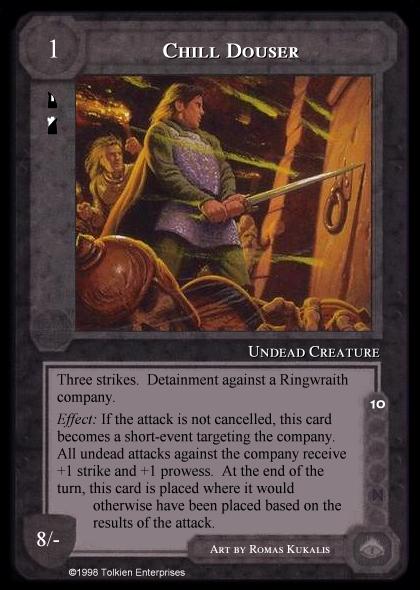 1
CHILL DOUSER
UNDEAD CREATURE
Three strikes. Detainment against a Ringwraith
company.
10
Effect: If the attack is not cancelled, this card
becomes a short-event targeting the company.
All undead attacks against the company receive
+1 strike and +1 prowess. At the end of the
turn, this card is placed where it would
otherwise have been placed based on the
results of the attack.
8/-
ART BY ROMAS KUKALIS
©1998 Tolkien Enterprises